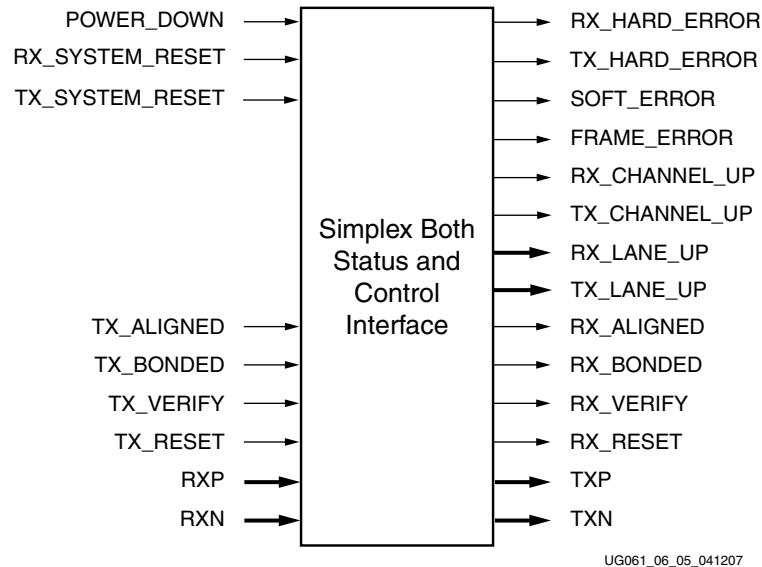 POWER_DOWN
RX_SYSTEM_RESET
TX_SYSTEM_RESET
TX_ALIGNED
TX_BONDED
TX_VERIFY
TX_RESET
RXP
RXN
Simplex Both
Status and
Control
Interface
RX_HARD_ERROR
TX_HARD_ERROR
SOFT_ERROR
FRAME_ERROR
RX_CHANNEL_UP
TX_CHANNEL_UP
RX_LANE_UP
TX_LANE_UP
RX_ALIGNED
RX_BONDED
RX_VERIFY
RX_RESET
TXP
TXN
UG061_06_05_041207